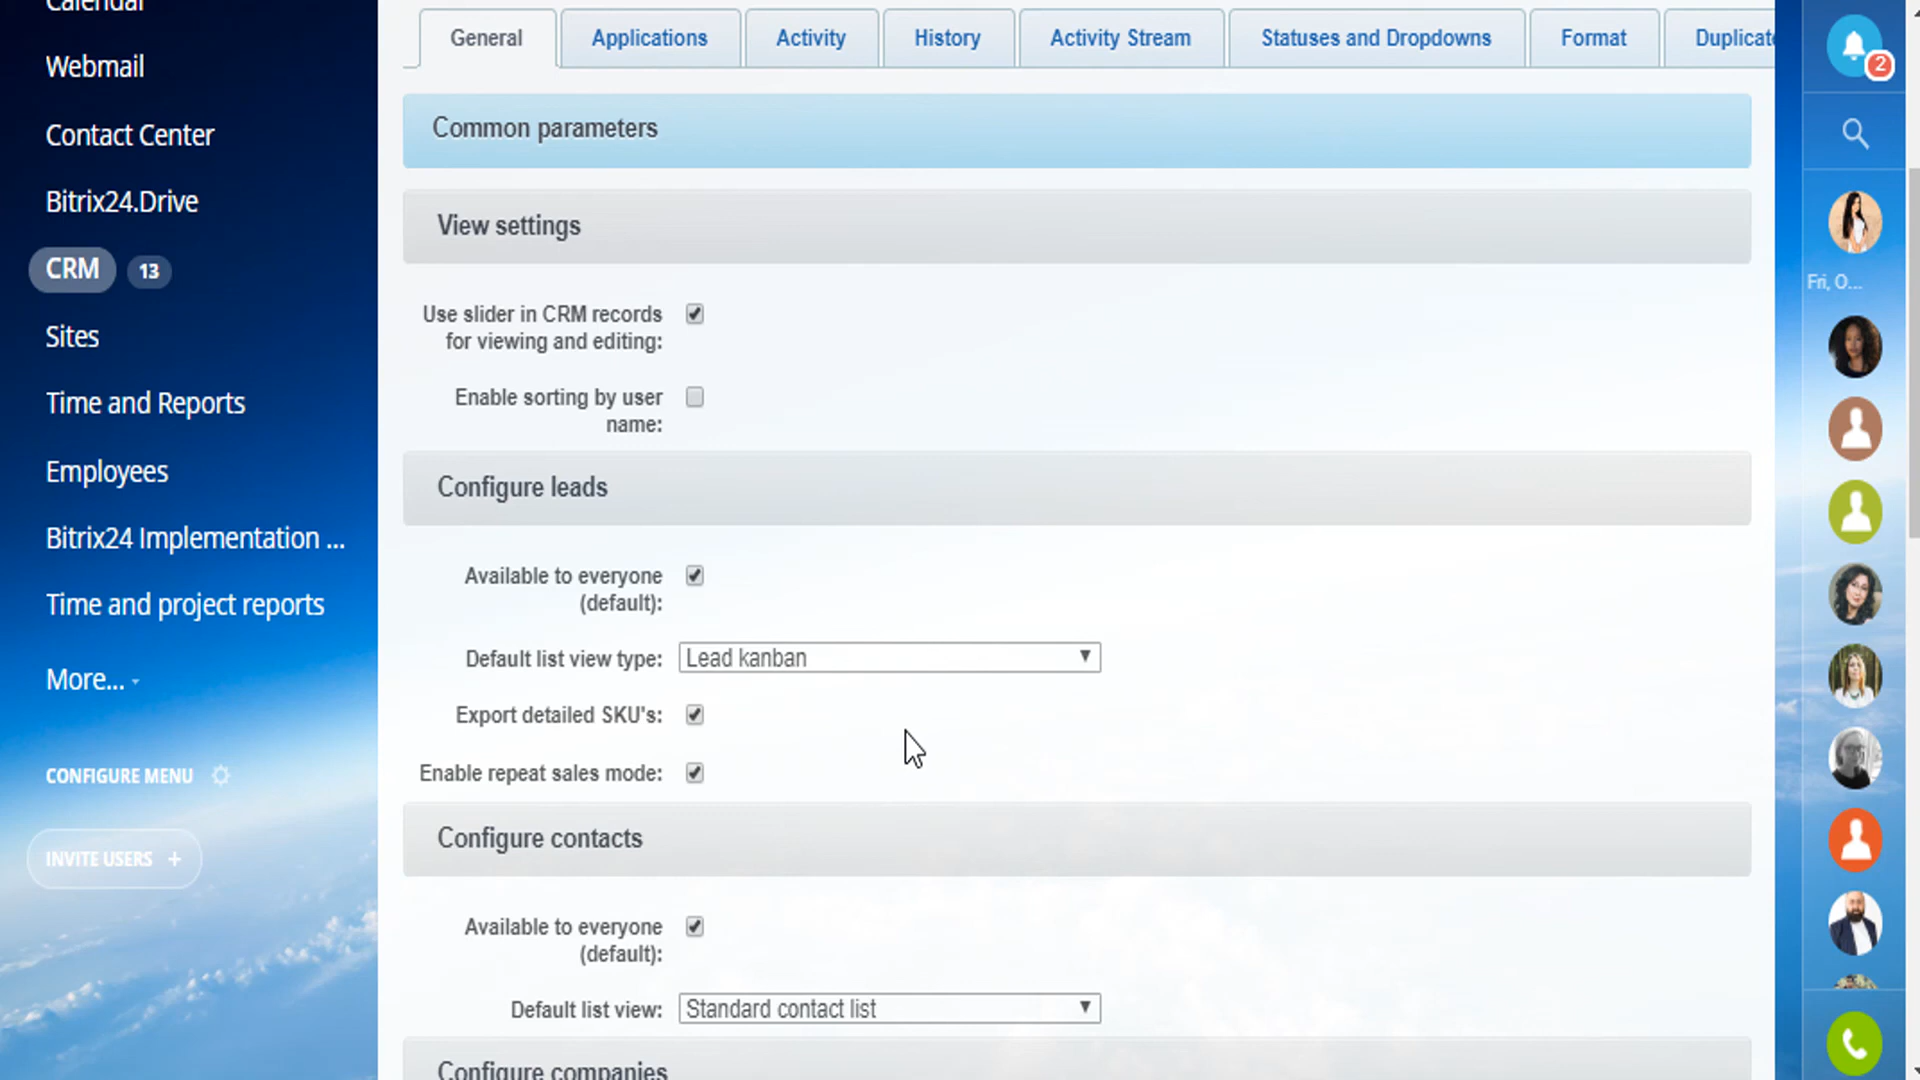 Calendar
Webmail
Contact Center
Bitrix24.Drive
CRM 13
Sites
Time and Reports
Employees
Bitrix24 Implementation ...
Time and project reports
More...
CONFIGURE MENU
INVITE USERS +
General Applications Activity History Activity Stream Statuses and Dropdowns Format Duplicat
Common parameters
View settings
Use slider in CRM records
for viewing and editing:
Enable sorting by user
name:
Configure leads
Available to everyone
(default):
Default list view type: Lead kanban
Export detailed SKU's:
Enable repeat sales mode:
Configure contacts
Available to everyone
(default):
Default list view: Standard contact list
Configure companies
2
Fri, O...